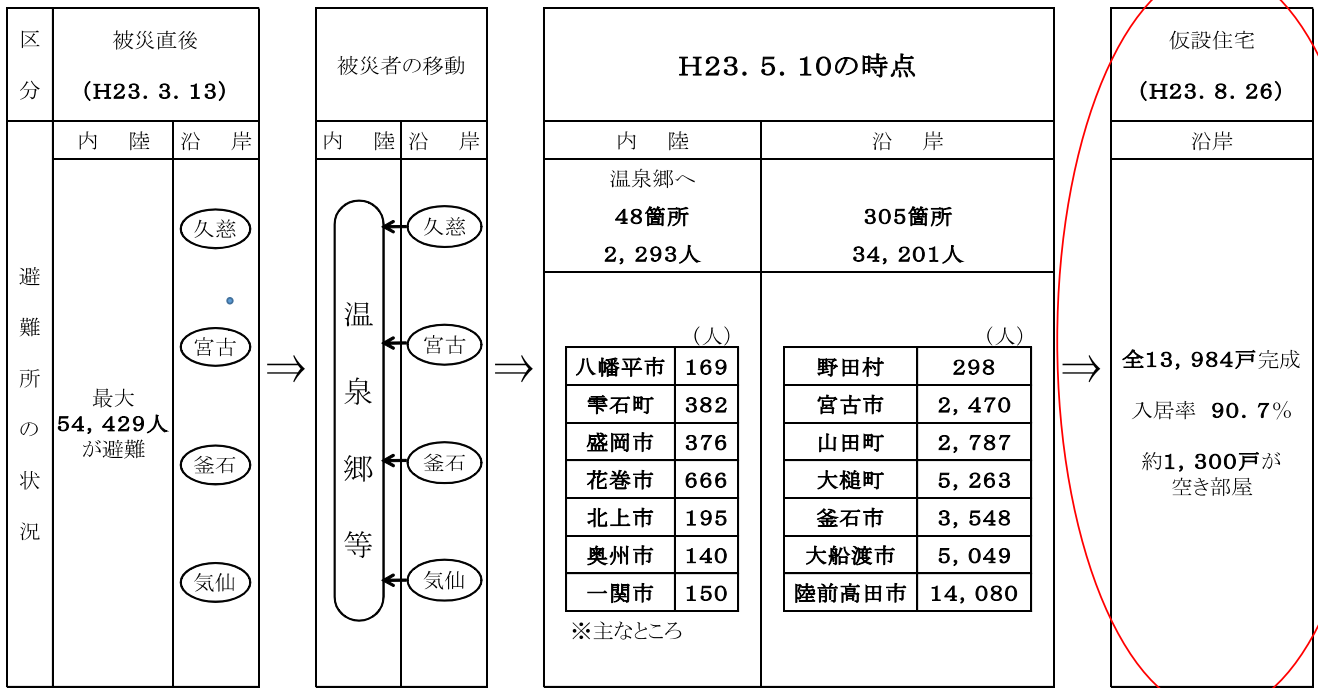 区分
被災直後
(H23. 3. 13)
被災者の移動
H23. 5. 10の時点
仮設住宅
(H23. 8. 26)
内 陸
沿 岸
内 陸
沿 岸
内 陸
沿 岸
沿岸
避難所の状況
最大
54, 429人
が避難
久慈
宮古
釜石
気仙
温泉郷等
久慈
宮古
釜石
気仙
温泉郷へ
48箇所
2, 293人
305箇所
34, 201人
(人)
八幡平市 169
雫石町 382
盛岡市 376
花巻市 666
北上市 195
奥州市 140
一関市 150
※主なところ
(人)
野田村 298
宮古市 2, 470
山田町 2, 787
大槌町 5, 263
釜石市 3, 548
大船渡市 5, 049
陸前高田市 14, 080
全13, 984戸完成
入居率 90. 7%
約1, 300戸が
空き部屋